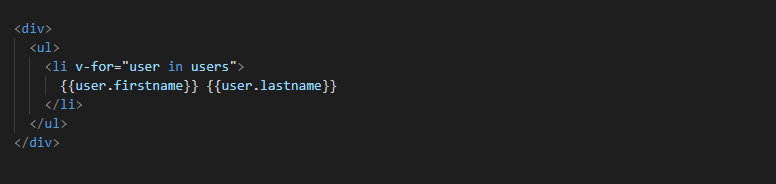 <div>
<ul>
<li v-for="user in users">
{{user.firstname}} {{user.lastname}}
</li>
</ul>
</div>